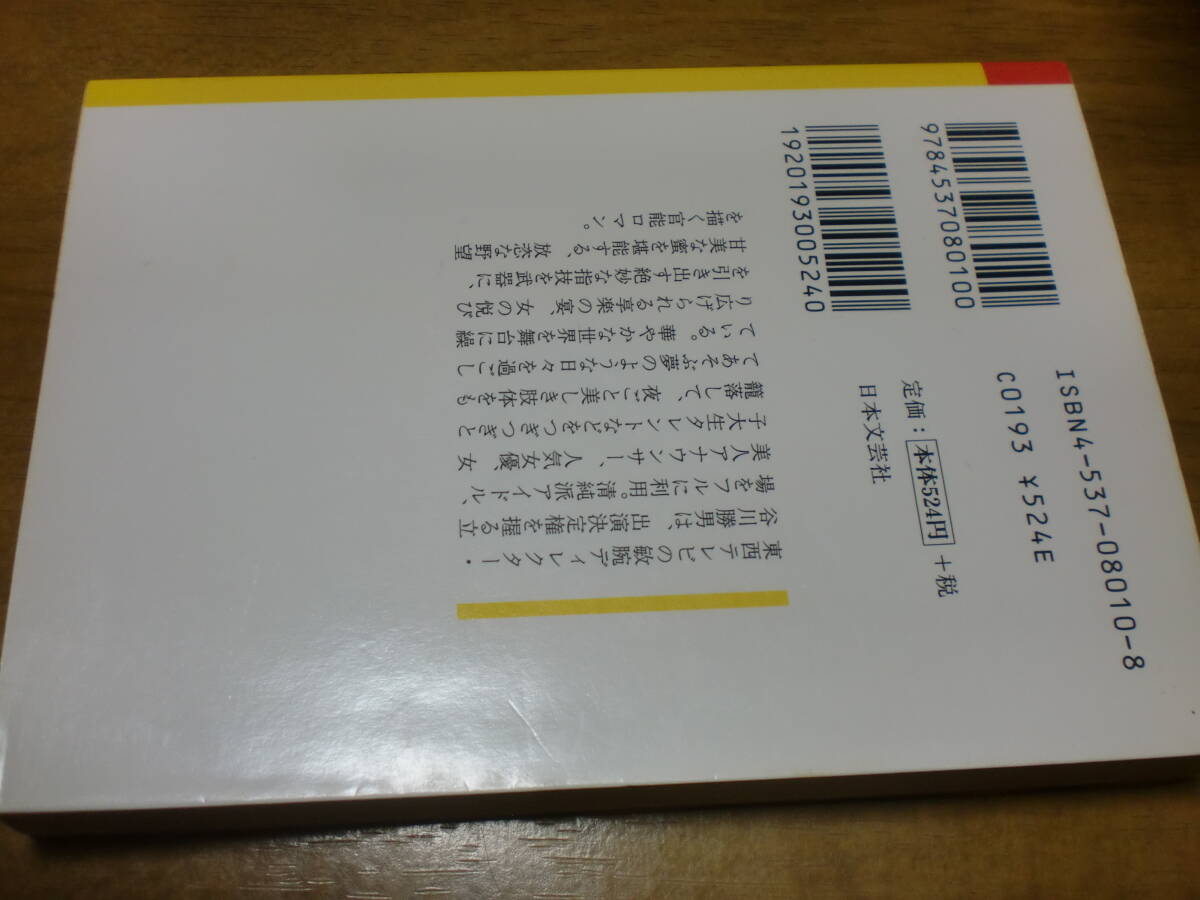 9784537080100
1920193005240
ISBN4-537-08010-8
C0193 ¥524E
定価：本体524円＋税
日本文芸社
東西テレビの敏腕ディレクター・
谷川勝男は、出演決定権を握る立
場をフルに利用。清純派アイドル、
美人アナウンサー、人気女優、女
子大生タレントなどをつぎつぎと
籠落して、夜ごと美しき肢体をも
てあそぶ夢のような日々を過ごし
ている。華やかな世界を舞台に繰
り広げられる享楽の宴、女の悦び
を引き出す絶妙な指技を武器に、
甘美な蜜を堪能する、放恣な野望
を描く官能ロマン。